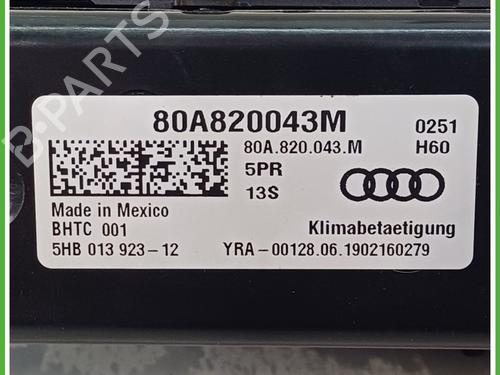 80A820043M
0251
80A.820.043.M
H60
5PR
13S
Made in Mexico
BHTC 001
Klimabetaetigung
5HB 013 923-12
YRA-00128.06.1902160279
B-PARTS